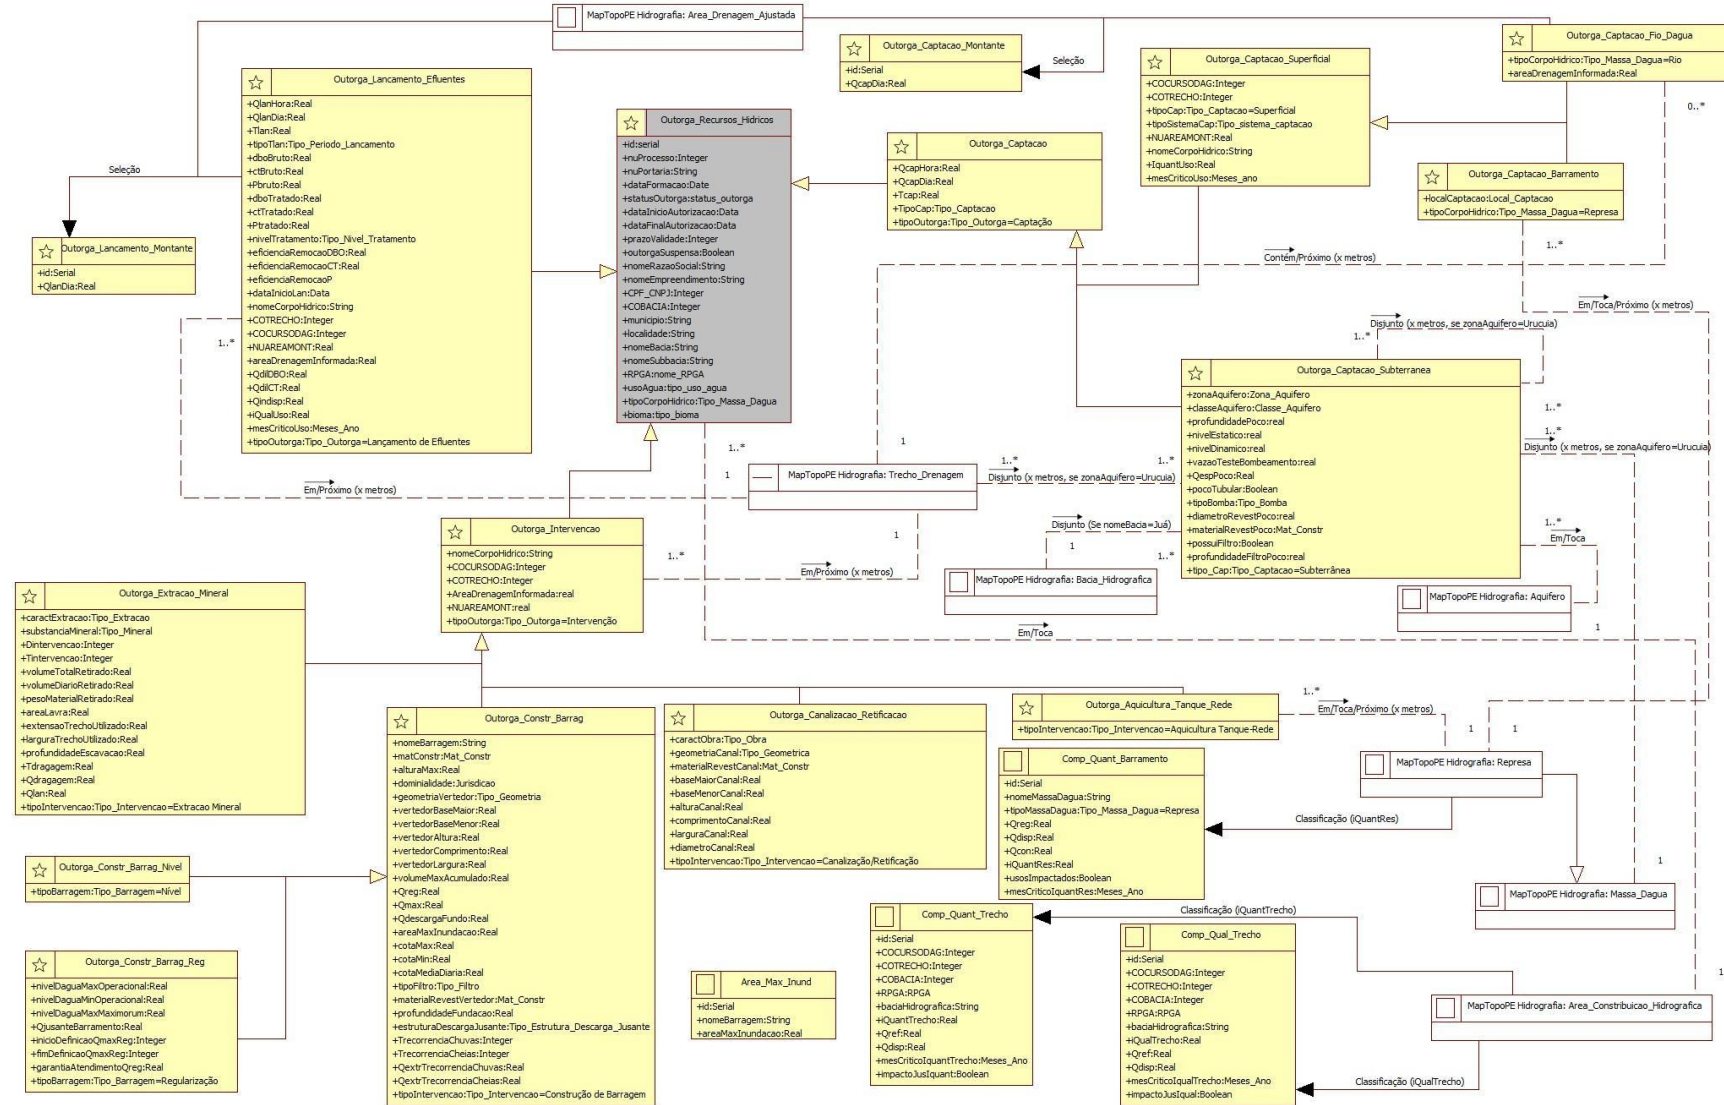 MapTopoPE Hidrografia: Area_Drenagem_Ajustada
Seleção
Outorga_Captacao_Montante
+id:Serial
+QcapDia:Real
Seleção
Outorga_Captacao_Fio_Dagua
+tipoCorpoHidrico:Tipo_Massa_Dagua=Rio
+areaDrenagemInformada:Real
0..*
Outorga_Captacao_Superficial
+COCURSODAG:Integer
+COTRECHO:Integer
+tipoCap:Tipo_Captacao=Superficial
+tipoSistemaCap:Tipo_sistema_captacao
+NUAREAMONT:Real
+nomeCorpoHidrico:String
+IquantUso:Real
+mesCriticoUso:Meses_ano
Outorga_Lancamento_Efluentes
+QlanHora:Real
+QlanDia:Real
+Tlan:Real
+tipoTlan:Tipo_Periodo_Lancamento
+dboBruto:Real
+ctBruto:Real
+Pbruto:Real
+dboTratado:Real
+ctTratado:Real
+Ptratado:Real
+nivelTratamento:Tipo_Nivel_Tratamento
+eficienciaRemocaoDBO:Real
+eficienciaRemocaoCT:Real
+eficienciaRemocaoP
+dataInicioLan:Data
+nomeCorpoHidrico:String
+COTRECHO:Integer
+COCURSODAG:Integer
+NUAREAMONT:Real
+areaDrenagemInformada:Real
+QdilDBO:Real
+QdilCT:Real
+Qindisp:Real
+iQualUso:Real
+mesCriticoUso:Meses_Ano
+tipoOutorga:Tipo_Outorga=Lançamento de Efluentes
Outorga_Lancamento_Montante
+id:Serial
+QlanDia:Real
1..*
Em/Próximo (x metros)
Outorga_Recursos_Hidricos
+id:serial
+nuProcesso:Integer
+nuPortaria:String
+dataFormacao:Date
+statusOutorga:status_outorga
+dataInicioAutorizacao:Data
+dataFinalAutorizacao:Data
+prazoValidade:Integer
+outorgaSuspensa:Boolean
+nomeRazaoSocial:String
+nomeEmpreendimento:String
+CPF_CNPJ:Integer
+COBACIA:Integer
+municipio:String
+localidade:String
+nomeBacia:String
+nomeSubbacia:String
+RPGA:nome_RPGA
+usoAgua:tipo_uso_agua
+tipoCorpoHidrico:Tipo_Massa_Dagua
+bioma:tipo_bioma
1..*
Outorga_Captacao
+QcapHora:Real
+QcapDia:Real
+Tcap:Real
+TipoCap:Tipo_Captacao
+tipoOutorga:Tipo_Outorga=Captação
Outorga_Captacao_Barramento
+localCaptacao:Local_Captacao
+tipoCorpoHidrico:Tipo_Massa_Dagua=Represa
1..*
Contém/Próximo (x metros)
1
Em/Toca/Próximo (x metros)
Disjunto (x metros, se zonaAquifero=Urucuia)
1..*
1..*
Outorga_Captacao_Subterranea
+zonaAquifero:Zona_Aquifero
+classeAquifero:Classe_Aquifero
+profundidadePoco:real
+nivelEstatico:real
+nivelDinamico:real
+vazaoTesteBombeamento:real
+QespPoco:Real
+pocoTubular:Boolean
+tipoBomba:Tipo_Bomba
+diametroRevestPoco:real
+materialRevestPoco:Mat_Constr
+possuiFiltro:Boolean
+profundidadeFiltroPoco:real
+tipo_Cap:Tipo_Captacao=Subterrânea
1..*
Disjunto (x metros, se zonaAquifero=Urucuia)
1..*
Em/Toca
1
MapTopoPE Hidrografia: Trecho_Drenagem
1..*
1..*
Disjunto (x metros, se zonaAquifero=Urucuia)
1
Disjunto (Se nomeBacia=Juá)
1
1..*
MapTopoPE Hidrografia: Bacia_Hidrografica
MapTopoPE Hidrografia: Aquifero
1
Outorga_Intervencao
+nomeCorpoHidrico:String
+COCURSODAG:Integer
+COTRECHO:Integer
+AreaDrenagemInformada:real
+NUAREAMONT:real
+tipoOutorga:Tipo_Outorga=Intervenção
1..*
Em/Próximo (x metros)
Em/Toca
Outorga_Extracao_Mineral
+caractExtracao:Tipo_Extracao
+substanciaMineral:Tipo_Mineral
+Dintervencao:Integer
+Tintervencao:Integer
+volumeTotalRetirado:Real
+volumeDiarioRetirado:Real
+pesoMaterialRetirado:Real
+areaLavra:Real
+extensaoTrechoUtilizado:Real
+larguraTrechoUtilizado:Real
+profundidadeEscavacao:Real
+Tdragagem:Real
+Qdragagem:Real
+Qlan:Real
+tipoIntervencao:Tipo_Intervencao=Extracao Mineral
Outorga_Constr_Barrag
+nomeBarragem:String
+matConstr:Mat_Constr
+alturaMax:Real
+dominialidade:Jurisdicao
+geometriaVertedor:Tipo_Geometria
+vertedorBaseMaior:Real
+vertedorBaseMenor:Real
+vertedorAltura:Real
+vertedorComprimento:Real
+vertedorLargura:Real
+volumeMaxAcumulado:Real
+Qreg:Real
+Qmax:Real
+QdescargaFundo:Real
+areaMaxInundacao:Real
+cotaMax:Real
+cotaMin:Real
+cotaMediaDiaria:Real
+tipoFiltro:Tipo_Filtro
+materialRevestVertedor:Mat_Constr
+profundidadeFundacao:Real
+estruturaDescargaJusante:Tipo_Estrutura_Descarga_Jusante
+TrecorrenciaChuvas:Integer
+TrecorrenciaCheias:Integer
+QextrTrecorrenciaChuvas:Real
+QextrTrecorrenciaCheias:Real
+tipoIntervencao:Tipo_Intervencao=Construção de Barragem
Outorga_Canalizacao_Retificacao
+caractObra:Tipo_Obra
+geometriaCanal:Tipo_Geometrica
+materialRevestCanal:Mat_Constr
+baseMaiorCanal:Real
+baseMenorCanal:Real
+alturaCanal:Real
+comprimentoCanal:Real
+larguraCanal:Real
+diametroCanal:Real
+tipoIntervencao:Tipo_Intervencao=Canalização/Retificação
Outorga_Aquicultura_Tanque_Rede
+tipoIntervencao:Tipo_Intervencao=Aquicultura Tanque-Rede
1..*
Em/Toca/Próximo (x metros)
1
1
MapTopoPE Hidrografia: Represa
Comp_Quant_Barramento
+id:Serial
+nomeMassaDagua:String
+tipoMassaDagua:Tipo_Massa_Dagua=Represa
+Qreg:Real
+Qdisp:Real
+Qcon:Real
+iQuantRes:Real
+usosImpactados:Boolean
+mesCriticoIquantRes:Meses_Ano
Classificação (iQuantRes)
1
MapTopoPE Hidrografia: Massa_Dagua
Outorga_Constr_Barrag_Nivel
+tipoBarragem:Tipo_Barragem=Nível
Outorga_Constr_Barrag_Reg
+nivelDaguaMaxOperacional:Real
+nivelDaguaMinOperacional:Real
+nivelDaguaMaxMaximorum:Real
+QjusanteBarramento:Real
+inicioDefinicaoQmaxReg:Integer
+fimDefinicaoQmaxReg:Integer
+garantiaAtendimentoQreg:Real
+tipoBarragem:Tipo_Barragem=Regularização
Area_Max_Inund
+id:Serial
+nomeBarragem:String
+areaMaxInundacao:Real
Comp_Quant_Trecho
+id:Serial
+COCURSODAG:Integer
+COTRECHO:Integer
+COBACIA:Integer
+RPGA:RPGA
+baciaHidrografica:String
+iQuantTrecho:Real
+Qref:Real
+Qdisp:Real
+mesCriticoIquantTrecho:Meses_Ano
+impactoJusIquant:Boolean
Classificação (iQuantTrecho)
Comp_Qual_Trecho
+id:Serial
+COCURSODAG:Integer
+COTRECHO:Integer
+COBACIA:Integer
+RPGA:RPGA
+baciaHidrografica:String
+iQualTrecho:Real
+Qref:Real
+Qdisp:Real
+mesCriticoIqualTrecho:Meses_Ano
+impactoJusIqual:Boolean
1
MapTopoPE Hidrografia: Area_Constribuicao_Hidrografica
Classificação (iQualTrecho)